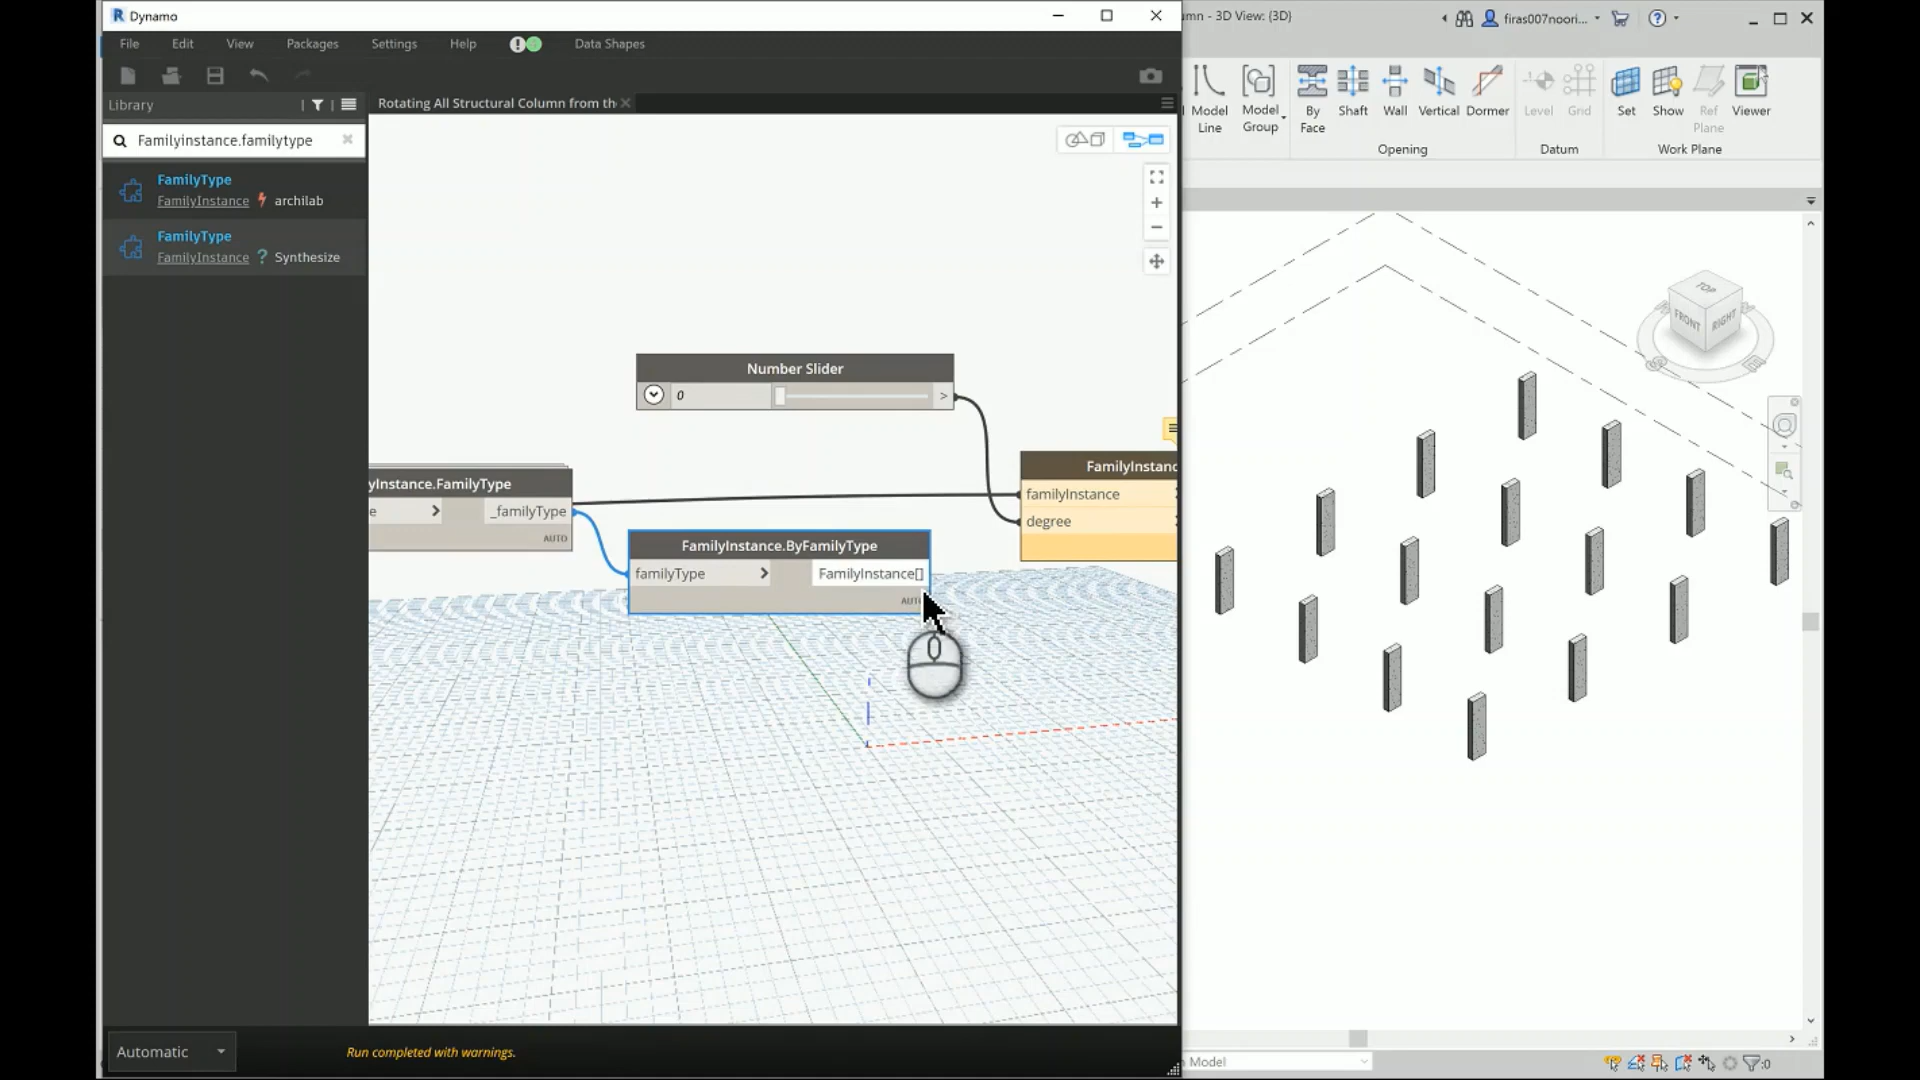 Dynamo
File Edit View Packages Settings Help Data Shapes
Library
Familyinstance.familytype
FamilyType
FamilyInstance archilab
FamilyType
FamilyInstance ? Synthesize
Rotating All Structural Column from th
Number Slider
0 >
yInstance.FamilyType
e > _familyType
AUTO
FamilyInstance.ByFamilyType
familyType > FamilyInstance[]
AUTO
FamilyInstanc
familyInstance
degree
Automatic
Run completed with warnings.
mn - 3D View: (3D)
firas007noori...
Model Line
Model Group
By Face
Shaft
Wall
Vertical
Dormer
Level
Grid
Set
Show
Ref Plane
Viewer
Opening
Datum
Work Plane
TOP
FRONT
RIGHT
Model
:0